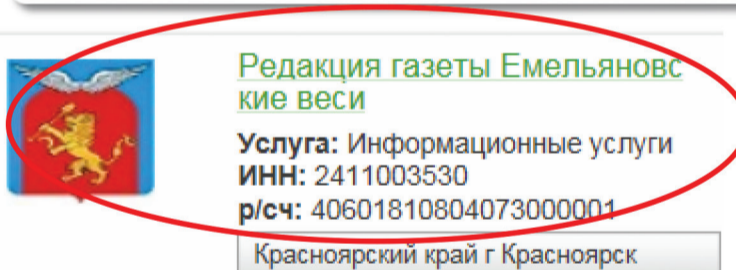 Редакция газеты Емельяновс
кие веси
Услуга: Информационные услуги
ИНН: 2411003530
р/сч: 40601810804073000001
Красноярский край г Красноярск